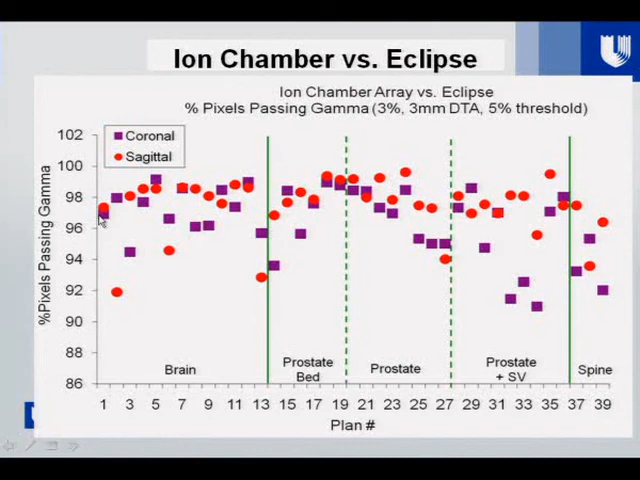 Ion Chamber vs. Eclipse
Ion Chamber Array vs. Eclipse
% Pixels Passing Gamma (3%, 3mm DTA, 5% threshold)
102
100
98
96
94
92
90
88
86
%Pixels Passing Gamma
Coronal
Sagittal
Brain
Prostate
Bed
Prostate
Prostate
+ SV
Spine
1 3 5 7 9 11 13 15 17 19 21 23 25 27 29 31 33 35 37 39
Plan #